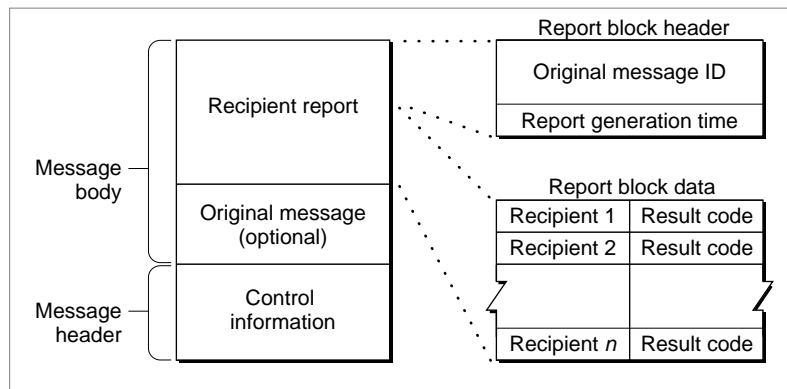 Recipient report
Original message
(optional)
Control
information
Message
body
Message
header
Report block header
Original message ID
Report generation time
Report block data
Recipient 1 Result code
Recipient 2 Result code
Recipient n Result code